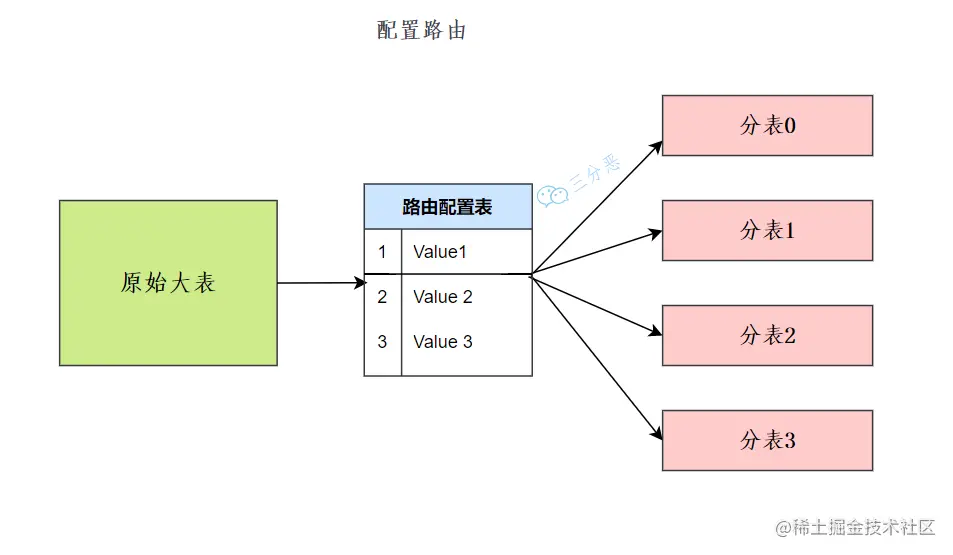 配置路由
原始大表
路由配置表
1 Value1
2 Value 2
3 Value 3
三分恶
分表0
分表1
分表2
分表3
@稀土掘金技术社区